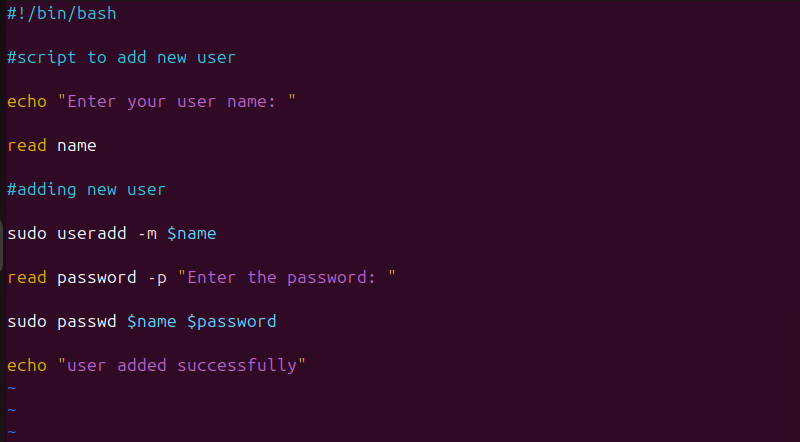 #!/bin/bash
#script to add new user
echo "Enter your user name: "
read name
#adding new user
sudo useradd -m $name
read password -p "Enter the password: "
sudo passwd $name $password
echo "user added successfully"
~
~
~